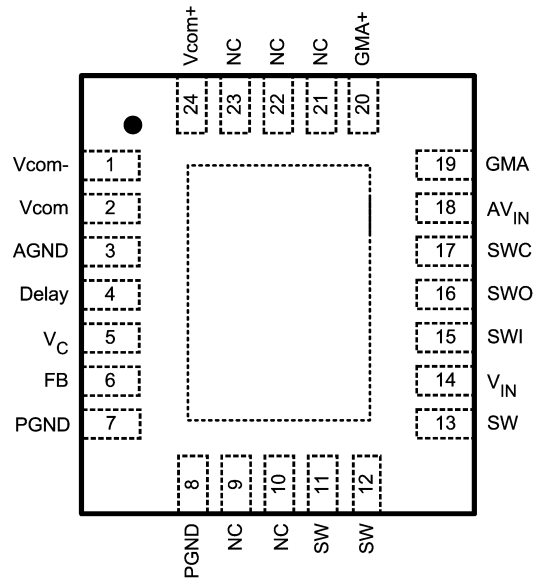 Vcom+ NC NC NC GMA+
24 23 22 21 20
Vcom- 1 19 GMA
Vcom 2 18 AVIN
AGND 3 17 SWC
Delay 4 16 SWO
VC 5 15 SWI
FB 6 14 VIN
PGND 7 13 SW
8 9 10 11 12
PGND NC NC SW SW